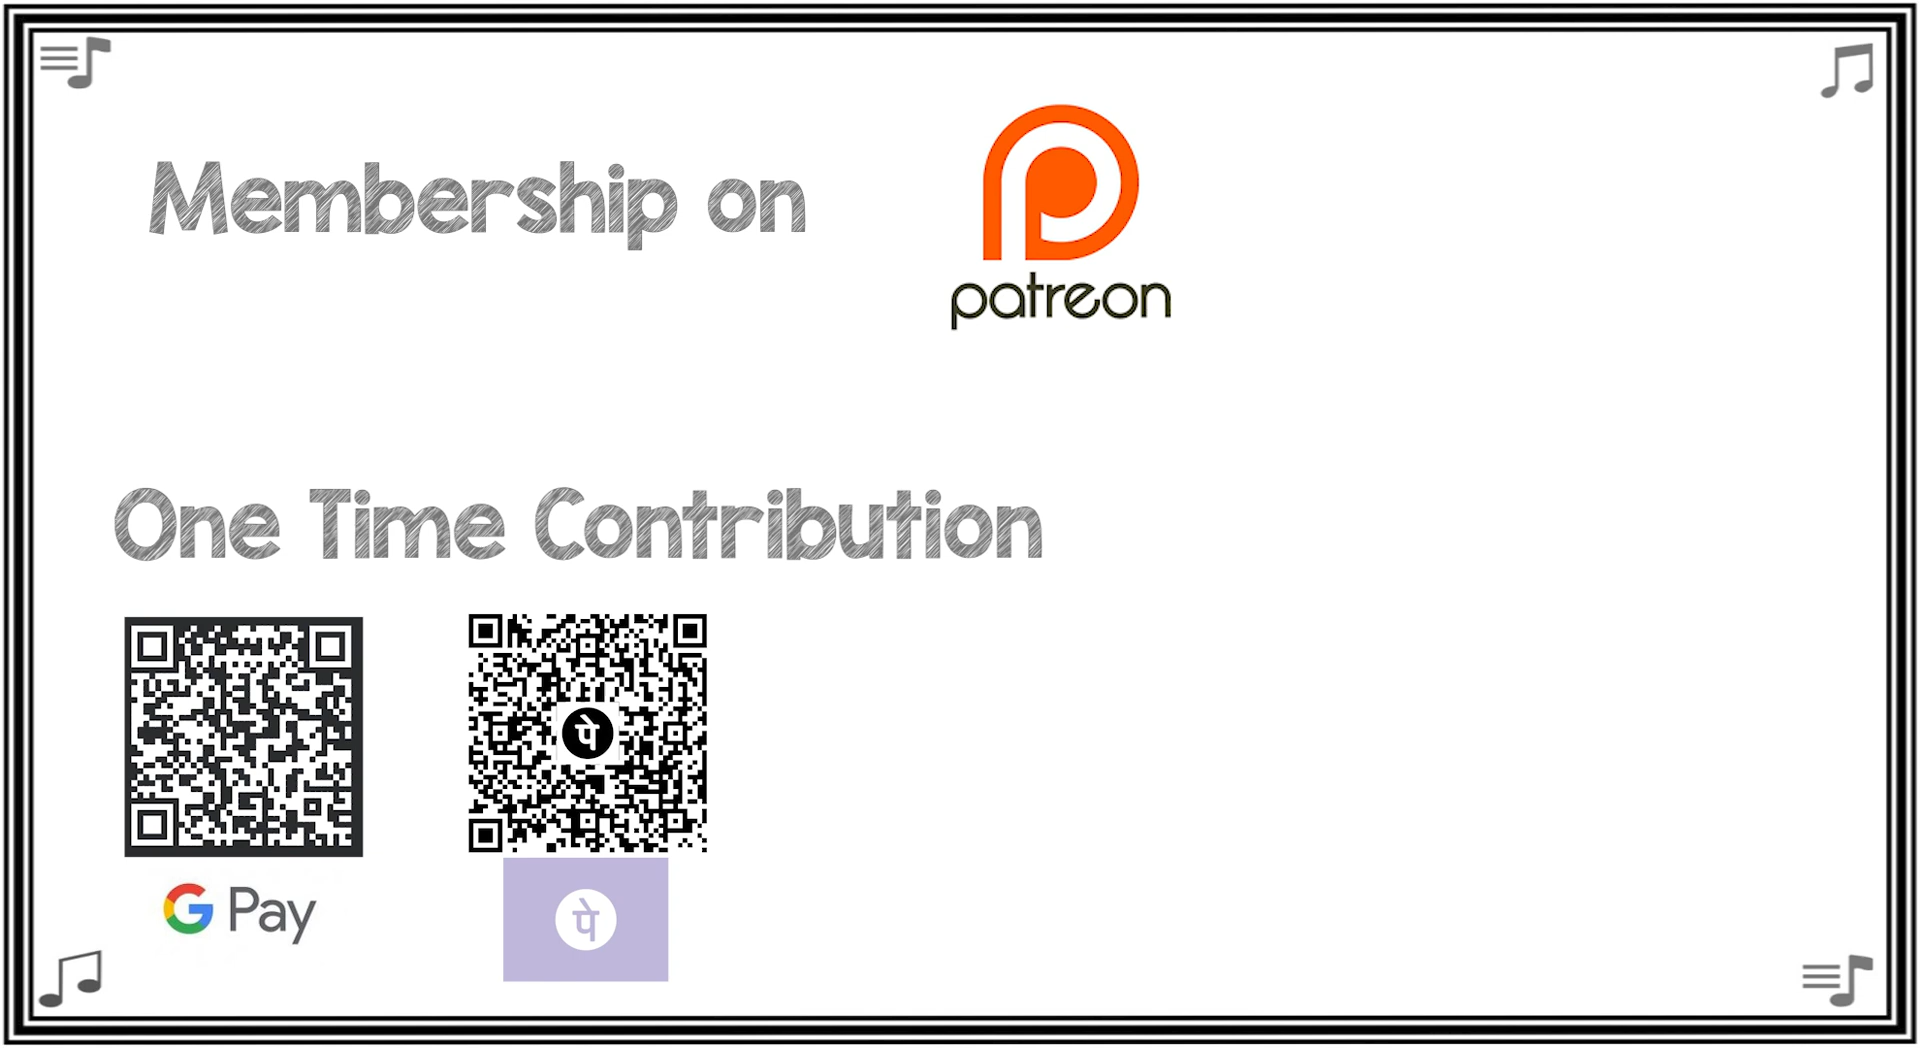 Membership on
patreon
One Time Contribution
पे
G Pay
पे